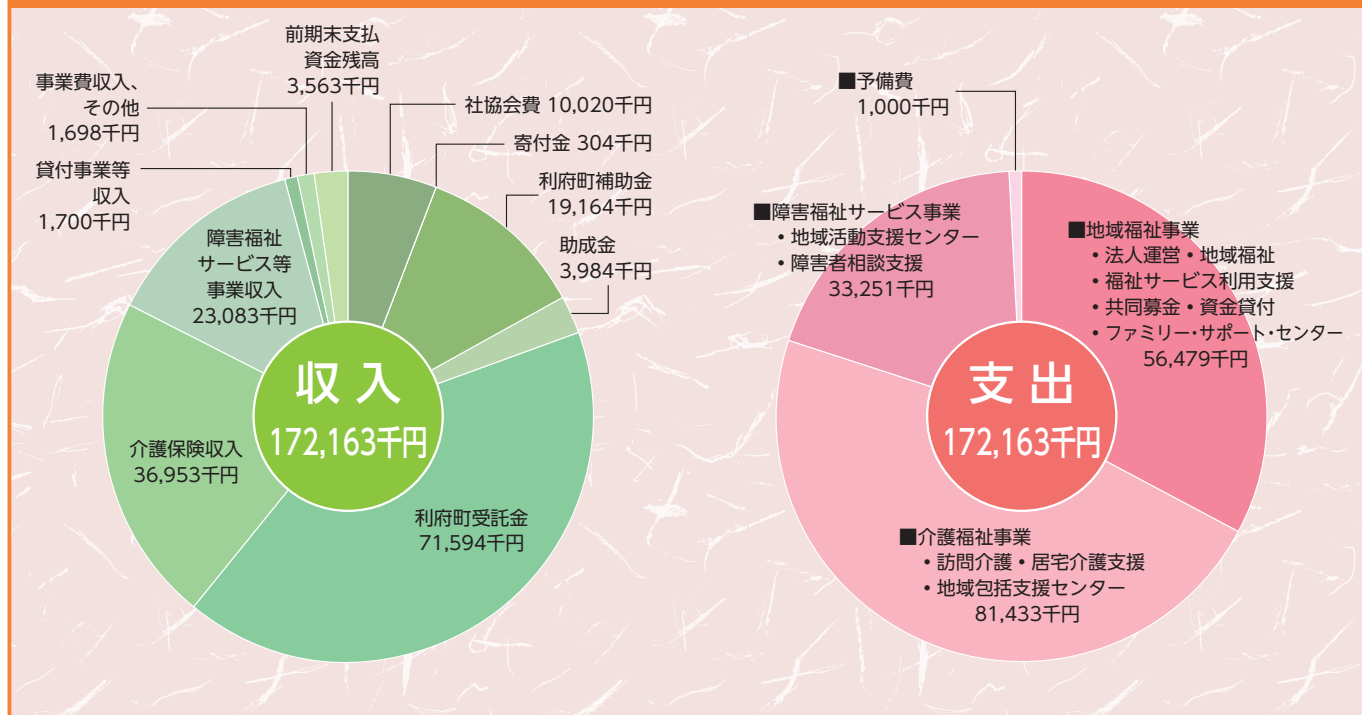 前期末支払
資金残高
3,563千円
事業費収入、
その他
1,698千円
貸付事業等
収入
1,700千円
社協会費 10,020千円
寄付金 304千円
利府町補助金
19,164千円
助成金
3,984千円
障害福祉
サービス等
事業収入
23,083千円
収入
172,163千円
介護保険収入
36,953千円
利府町受託金
71,594千円
■予備費
1,000千円
■障害福祉サービス事業
・地域活動支援センター
・障害者相談支援
33,251千円
■地域福祉事業
・法人運営・地域福祉
・福祉サービス利用支援
・共同募金・資金貸付
・ファミリー・サポート・センター
56,479千円
支出
172,163千円
■介護福祉事業
・訪問介護・居宅介護支援
・地域包括支援センター
81,433千円